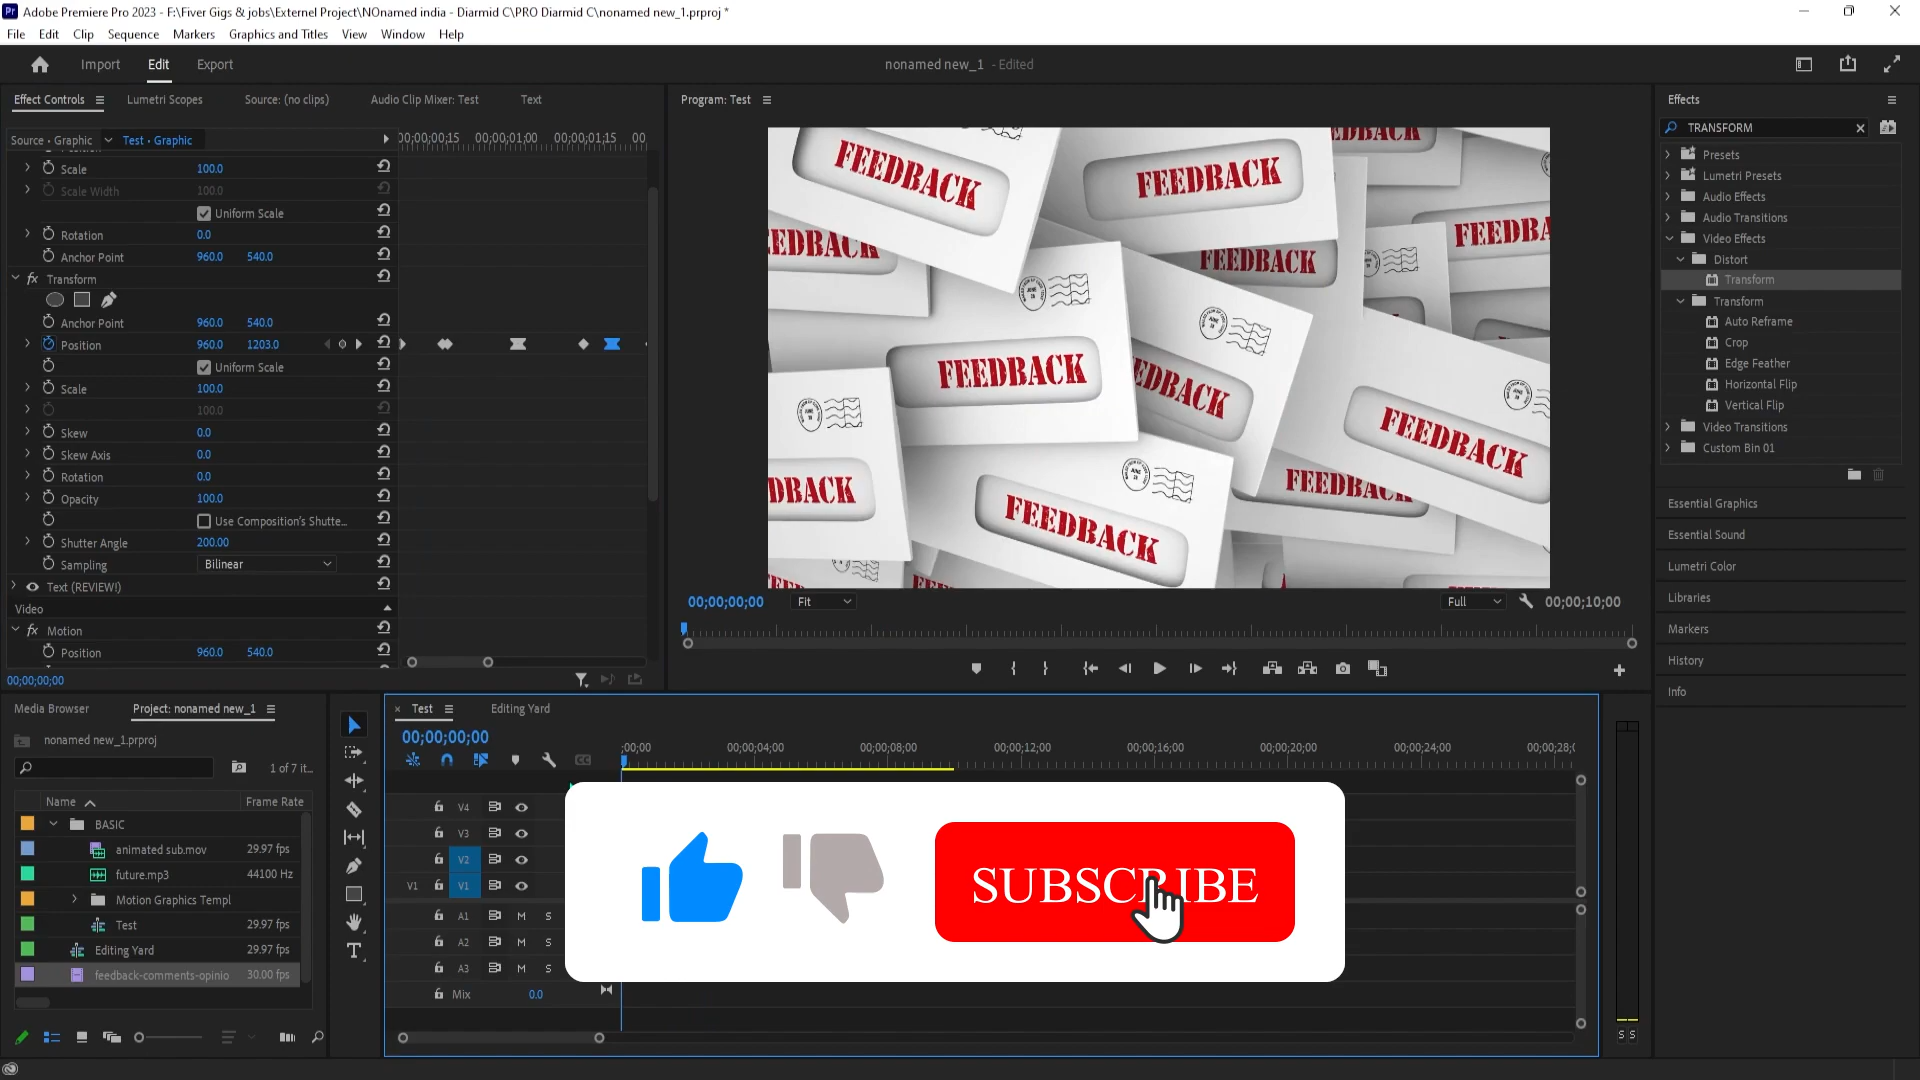 Adobe Premiere Pro 2023 - F:\Fiver Gigs & jobs\Externel Project\NOnamed india - Diarmid C\PRO Diarmid C\nonamed new_1.prproj *
File Edit Clip Sequence Markers Graphics and Titles View Window Help
Import Edit Export
nonamed new_1 - Edited
Effect Controls Lumetri Scopes Source: (no clips) Audio Clip Mixer: Test Text
Source • Graphic Test • Graphic
00;00;00;15 00;00;01;00 00;00;01;15 00
Scale 100.0
Scale Width 100.0
Uniform Scale
Rotation 0.0
Anchor Point 960.0 540.0
fx Transform
Anchor Point 960.0 540.0
Position 960.0 1203.0
Uniform Scale
Scale 100.0
100.0
Skew 0.0
Skew Axis 0.0
Rotation 0.0
Opacity 100.0
Use Composition's Shutte...
Shutter Angle 200.00
Sampling Bilinear
Text (REVIEW!)
Video
fx Motion
Position 960.0 540.0
00;00;00;00
Program: Test
FEEDBACK
FEEDBACK
EDBACK
FEEDBA
EEDBACK
FEEDBACK
FEEDBACK
EDBACK
FEEDBACK
DBACK
FEEDBACK
FEEDBACK
00;00;00;00 Fit Full 00;00;10;00
Effects
TRANSFORM
Presets
Lumetri Presets
Audio Effects
Audio Transitions
Video Effects
Distort
Transform
Transform
Auto Reframe
Crop
Edge Feather
Horizontal Flip
Vertical Flip
Video Transitions
Custom Bin 01
Essential Graphics
Essential Sound
Lumetri Color
Libraries
Markers
History
Info
Media Browser Project: nonamed new_1
nonamed new_1.prproj
1 of 7 it...
Name Frame Rate
BASIC
animated sub.mov 29.97 fps
future.mp3 44100 Hz
Motion Graphics Templ
Test 29.97 fps
Editing Yard 29.97 fps
feedback-comments-opinio 30.00 fps
× Test Editing Yard
00;00;00;00
;00;00 00;00;04;00 00;00;08;00 00;00;12;00 00;00;16;00 00;00;20;00 00;00;24;00 00;00;28;0
V4
V3
V2
V1 V1
A1 M S
A2 M S
A3 M S
Mix 0.0
SUBSCRIBE
S S